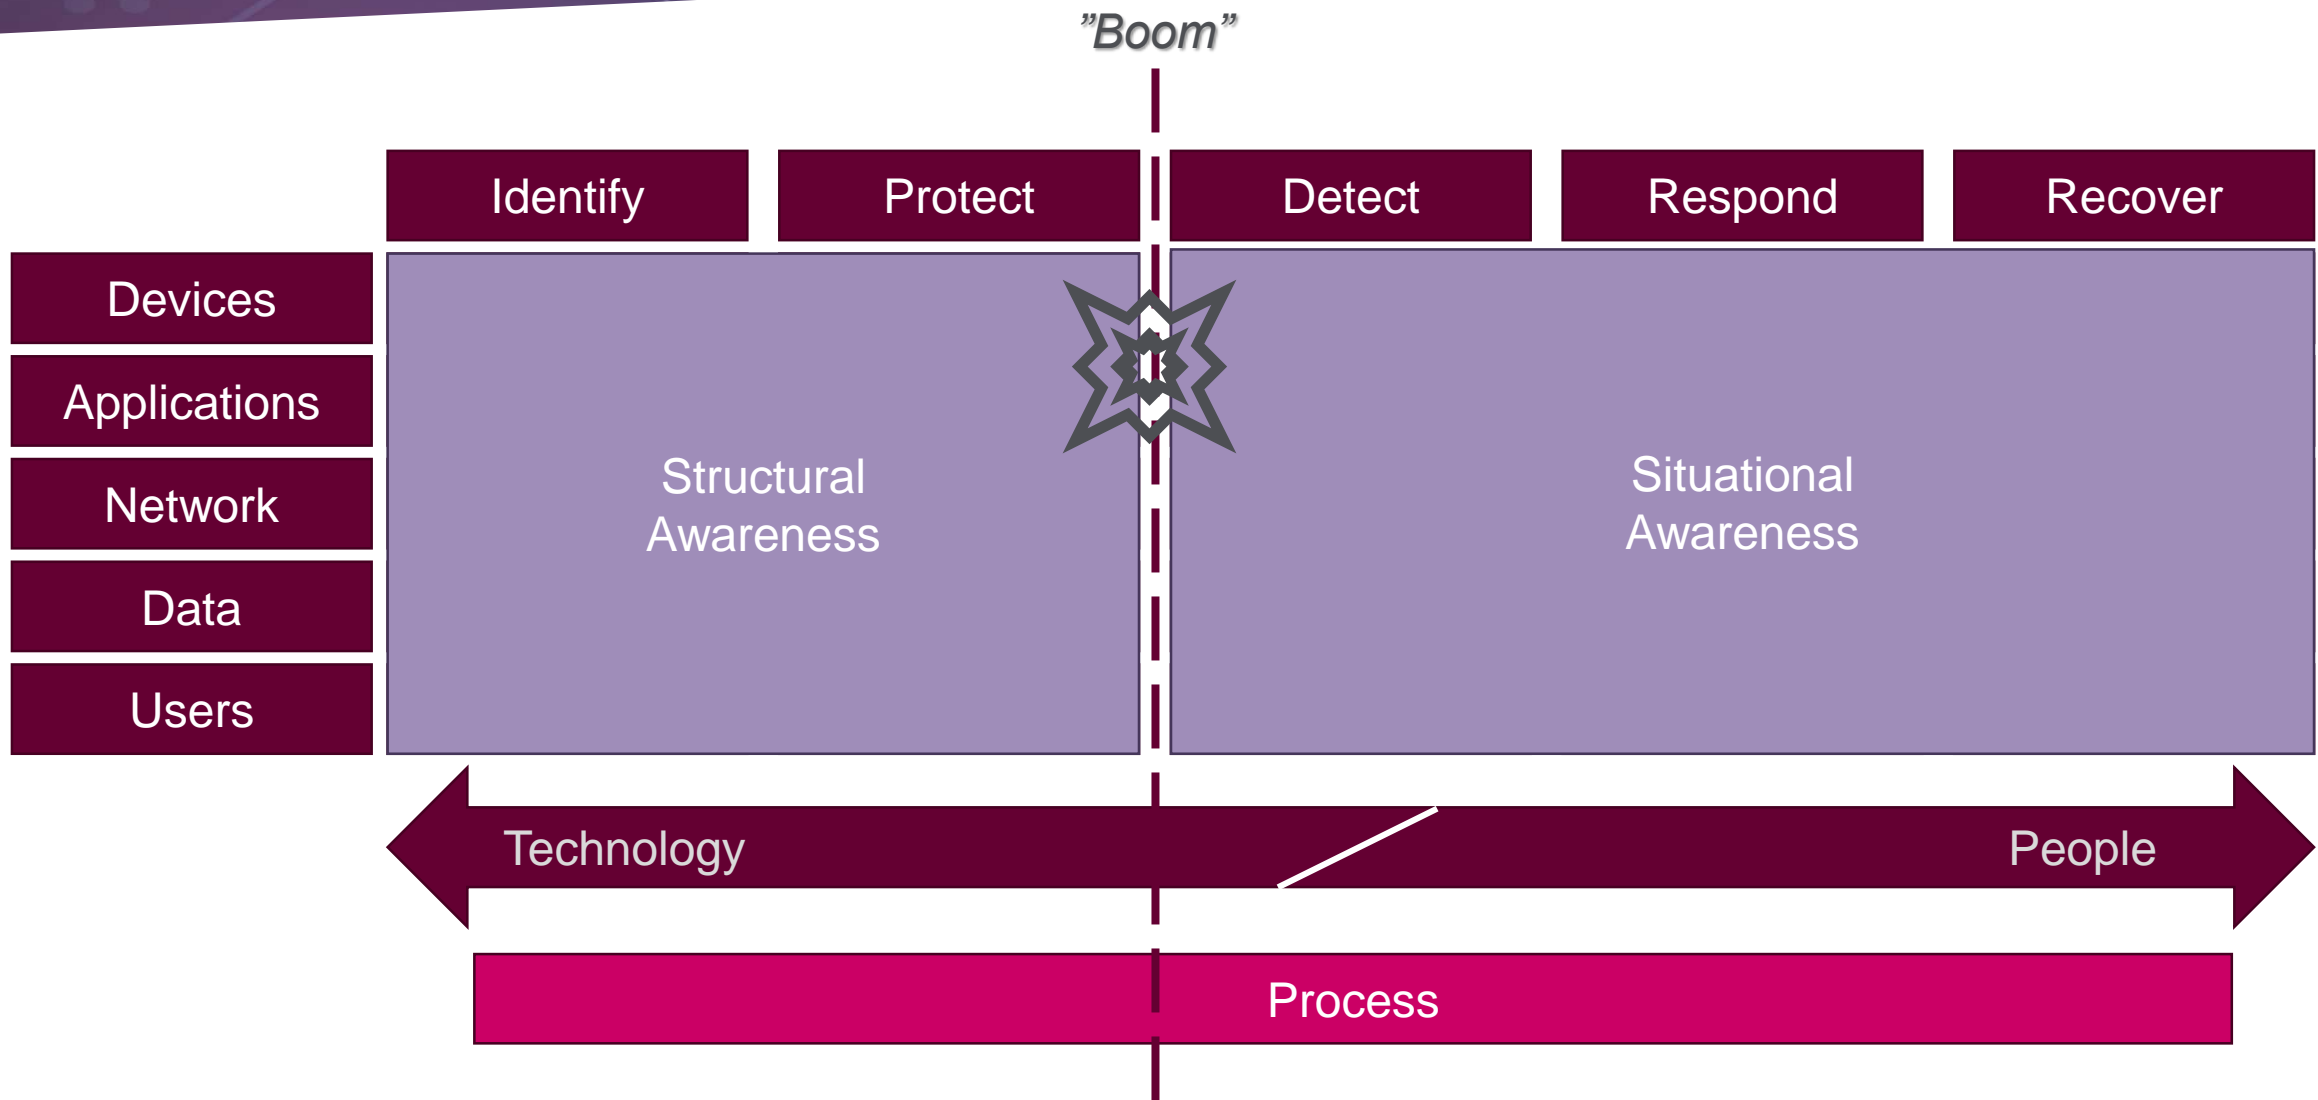 ”Boom”
Identify
Protect
Detect
Respond
Recover
Devices
Applications
Network
Data
Users
Structural
Awareness
Situational
Awareness
Technology
People
Process